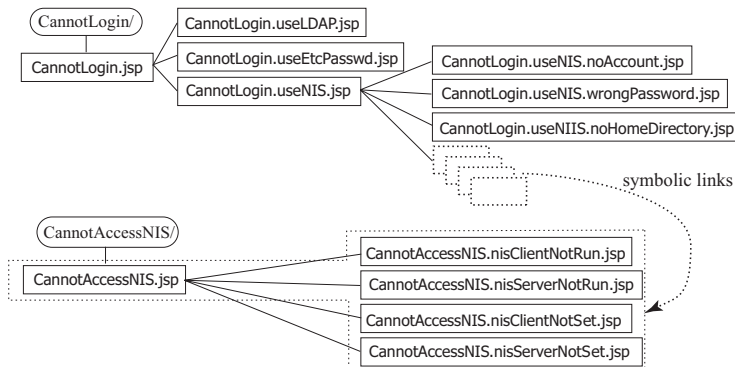 CannotLogin/
CannotLogin.jsp
CannotLogin.useLDAP.jsp
CannotLogin.useEtcPasswd.jsp
CannotLogin.useNIS.jsp
CannotLogin.useNIS.noAccount.jsp
CannotLogin.useNIS.wrongPassword.jsp
CannotLogin.useNIIS.noHomeDirectory.jsp
symbolic links
CannotAccessNIS/
CannotAccessNIS.jsp
CannotAccessNIS.nisClientNotRun.jsp
CannotAccessNIS.nisServerNotRun.jsp
CannotAccessNIS.nisClientNotSet.jsp
CannotAccessNIS.nisServerNotSet.jsp